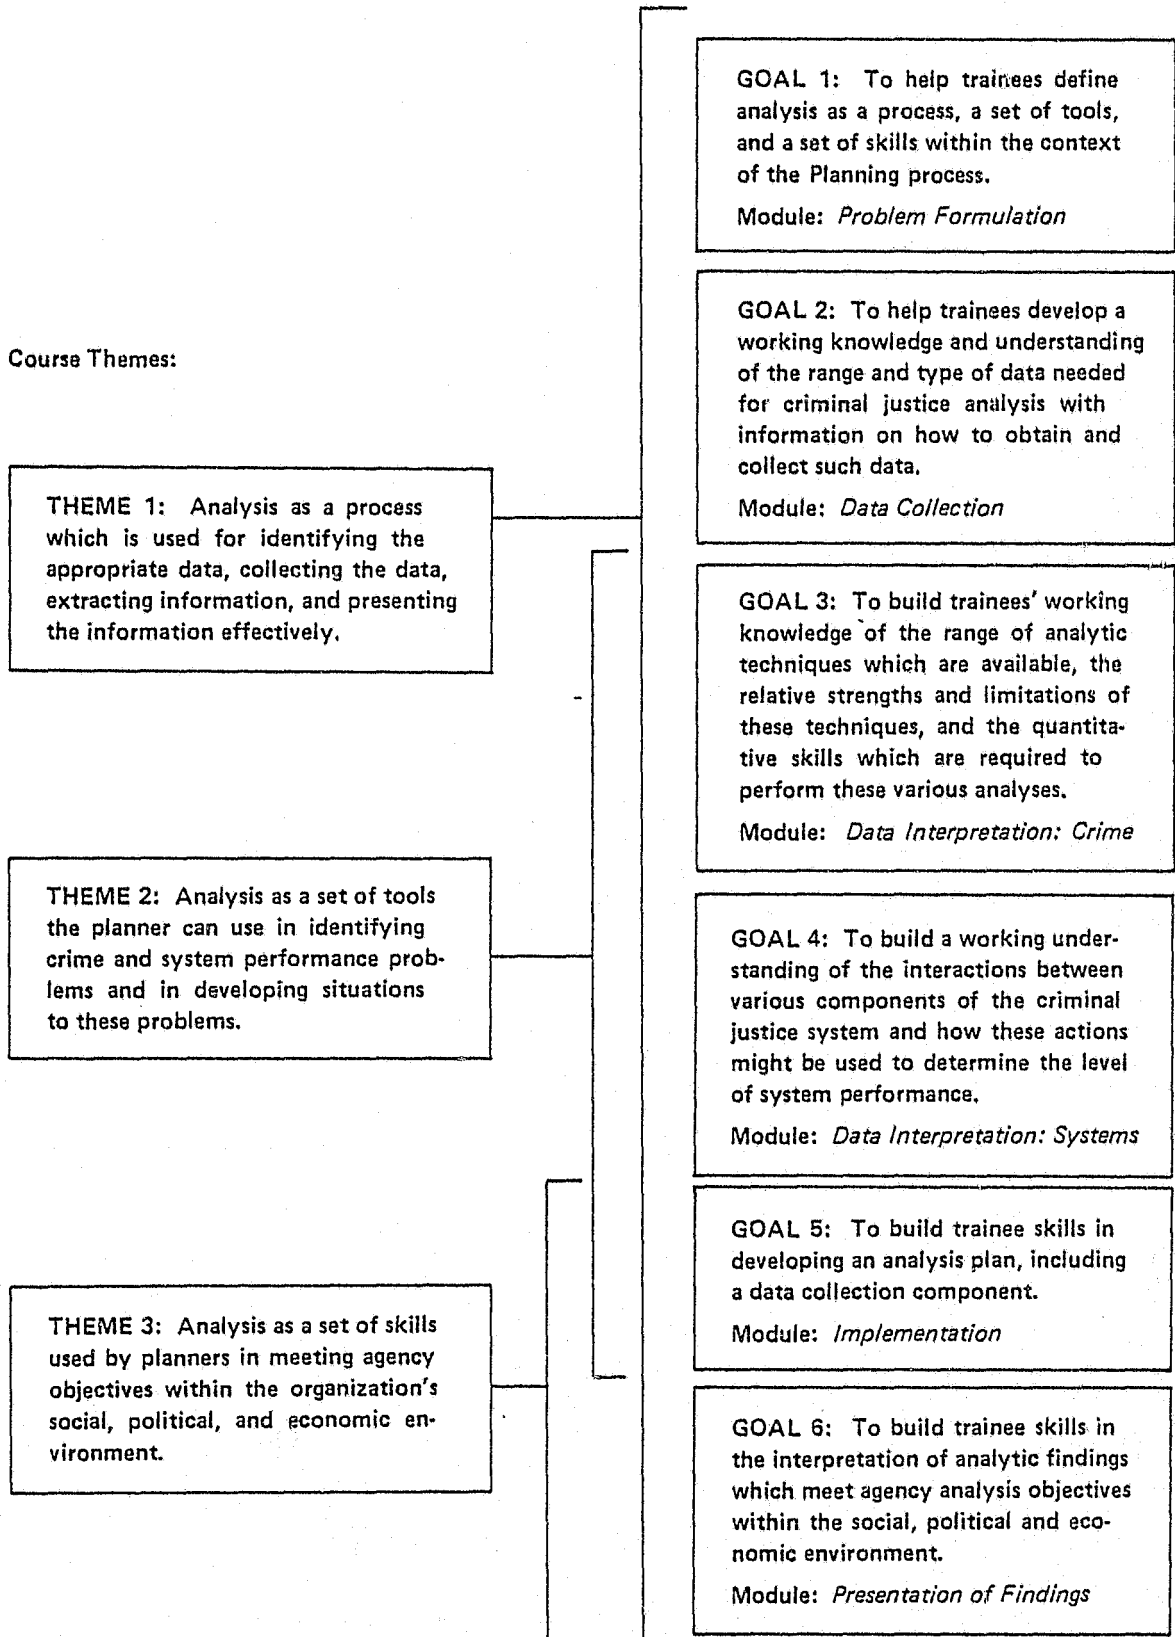 Course Themes:
THEME 1: Analysis as a process
which is used for identifying the
appropriate data, collecting the data,
extracting information, and presenting
the information effectively.
THEME 2: Analysis as a set of tools
the planner can use in identifying
crime and system performance prob-
lems and in developing situations
to these problems.
THEME 3: Analysis as a set of skills
used by planners in meeting agency
objectives within the organization's
social, political, and economic en-
vironment.
GOAL 1: To help trainees define
analysis as a process, a set of tools,
and a set of skills within the context
of the Planning process.
Module: Problem Formulation
GOAL 2: To help trainees develop a
working knowledge and understanding
of the range and type of data needed
for criminal justice analysis with
information on how to obtain and
collect such data.
Module: Data Collection
GOAL 3: To build trainees' working
knowledge of the range of analytic
techniques which are available, the
relative strengths and limitations of
these techniques, and the quantita-
tive skills which are required to
perform these various analyses.
Module: Data Interpretation: Crime
GOAL 4: To build a working under-
standing of the interactions between
various components of the criminal
justice system and how these actions
might be used to determine the level
of system performance.
Module: Data Interpretation: Systems
GOAL 5: To build trainee skills in
developing an analysis plan, including
a data collection component.
Module: Implementation
GOAL 6: To build trainee skills in
the interpretation of analytic findings
which meet agency analysis objectives
within the social, political and eco-
nomic environment.
Module: Presentation of Findings